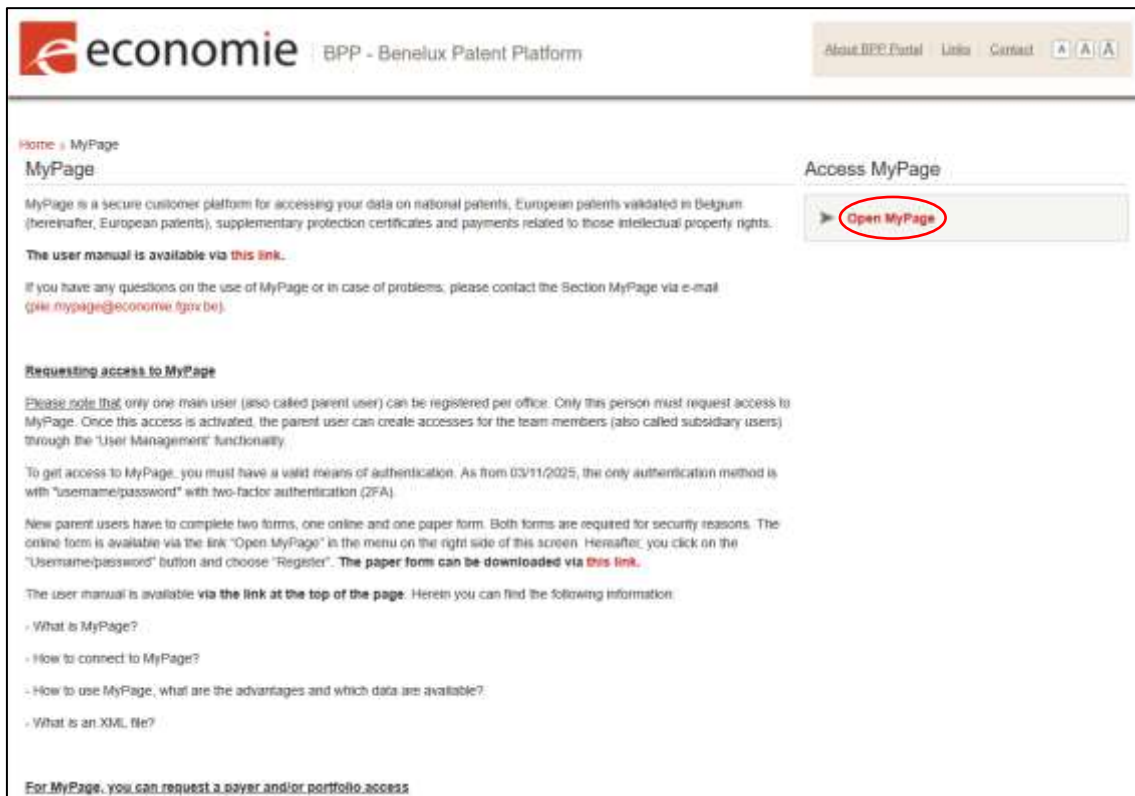 economie BPP - Benelux Patent Platform
About BPP Portal Links Contact A A A
Home » MyPage
MyPage
MyPage is a secure customer platform for accessing your data on national patents, European patents validated in Belgium
(hereinafter, European patents), supplementary protection certificates and payments related to those intellectual property rights.
The user manual is available via this link.
If you have any questions on the use of MyPage or in case of problems, please contact the Section MyPage via e-mail
(piie.mypage@economie.fgov.be).
Requesting access to MyPage
Please note that only one main user (also called parent user) can be registered per office. Only this person must request access to
MyPage. Once this access is activated, the parent user can create accesses for the team members (also called subsidiary users)
through the 'User Management' functionality.
To get access to MyPage, you must have a valid means of authentication. As from 03/11/2025, the only authentication method is
with "username/password" with two-factor authentication (2FA).
New parent users have to complete two forms, one online and one paper form. Both forms are required for security reasons. The
online form is available via the link "Open MyPage" in the menu on the right side of this screen. Hereafter, you click on the
"Username/password" button and choose "Register". The paper form can be downloaded via this link.
The user manual is available via the link at the top of the page. Herein you can find the following information:
- What is MyPage?
- How to connect to MyPage?
- How to use MyPage, what are the advantages and which data are available?
- What is an XML file?
For MyPage, you can request a payer and/or portfolio access
Access MyPage
Open MyPage